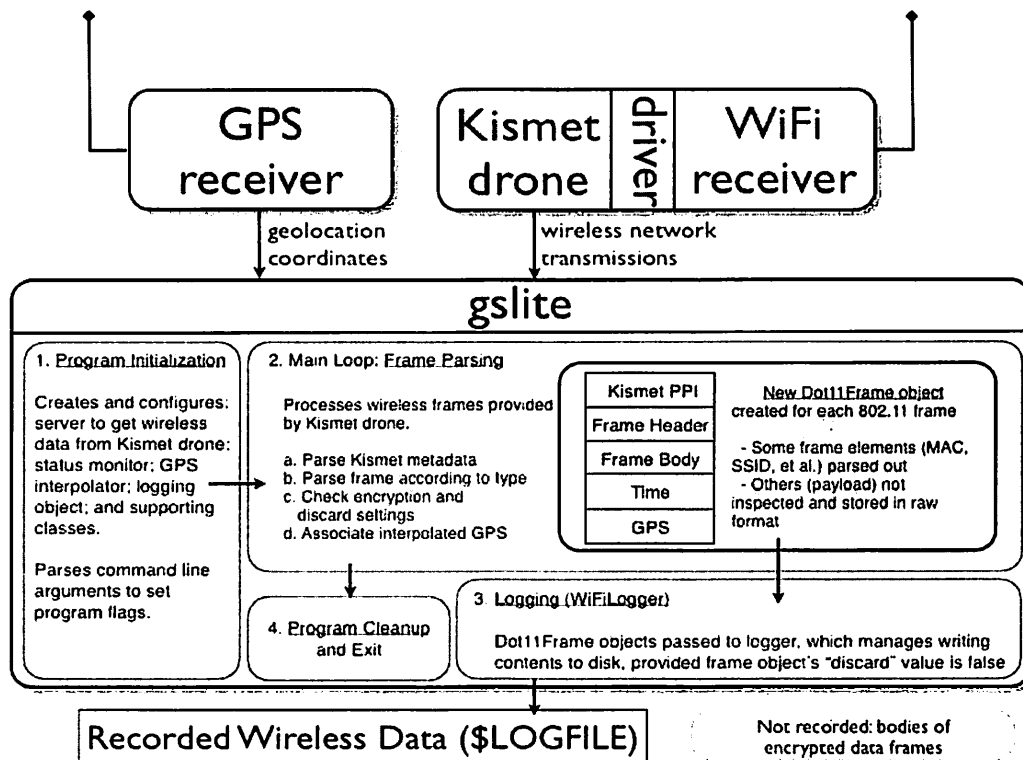 GPS
receiver
Kismet
drone
driver
WiFi
receiver
geolocation
coordinates
wireless network
transmissions
gslite
1. Program Initialization
Creates and configures:
server to get wireless
data from Kismet drone;
status monitor; GPS
interpolator; logging
object; and supporting
classes.
Parses command line
arguments to set
program flags.
2. Main Loop: Frame Parsing
Processes wireless frames provided
by Kismet drone.
a. Parse Kismet metadata
b. Parse frame according to type
c. Check encryption and
discard settings
d. Associate interpolated GPS
Kismet PPI
Frame Header
Frame Body
Time
GPS
New Dot11Frame object
created for each 802.11 frame
- Some frame elements (MAC,
SSID, et al.) parsed out
- Others (payload) not
inspected and stored in raw
format
3. Logging (WiFiLogger)
Dot11Frame objects passed to logger, which manages writing
contents to disk, provided frame object's "discard" value is false
4. Program Cleanup
and Exit
Recorded Wireless Data ($LOGFILE)
Not recorded: bodies of
encrypted data frames